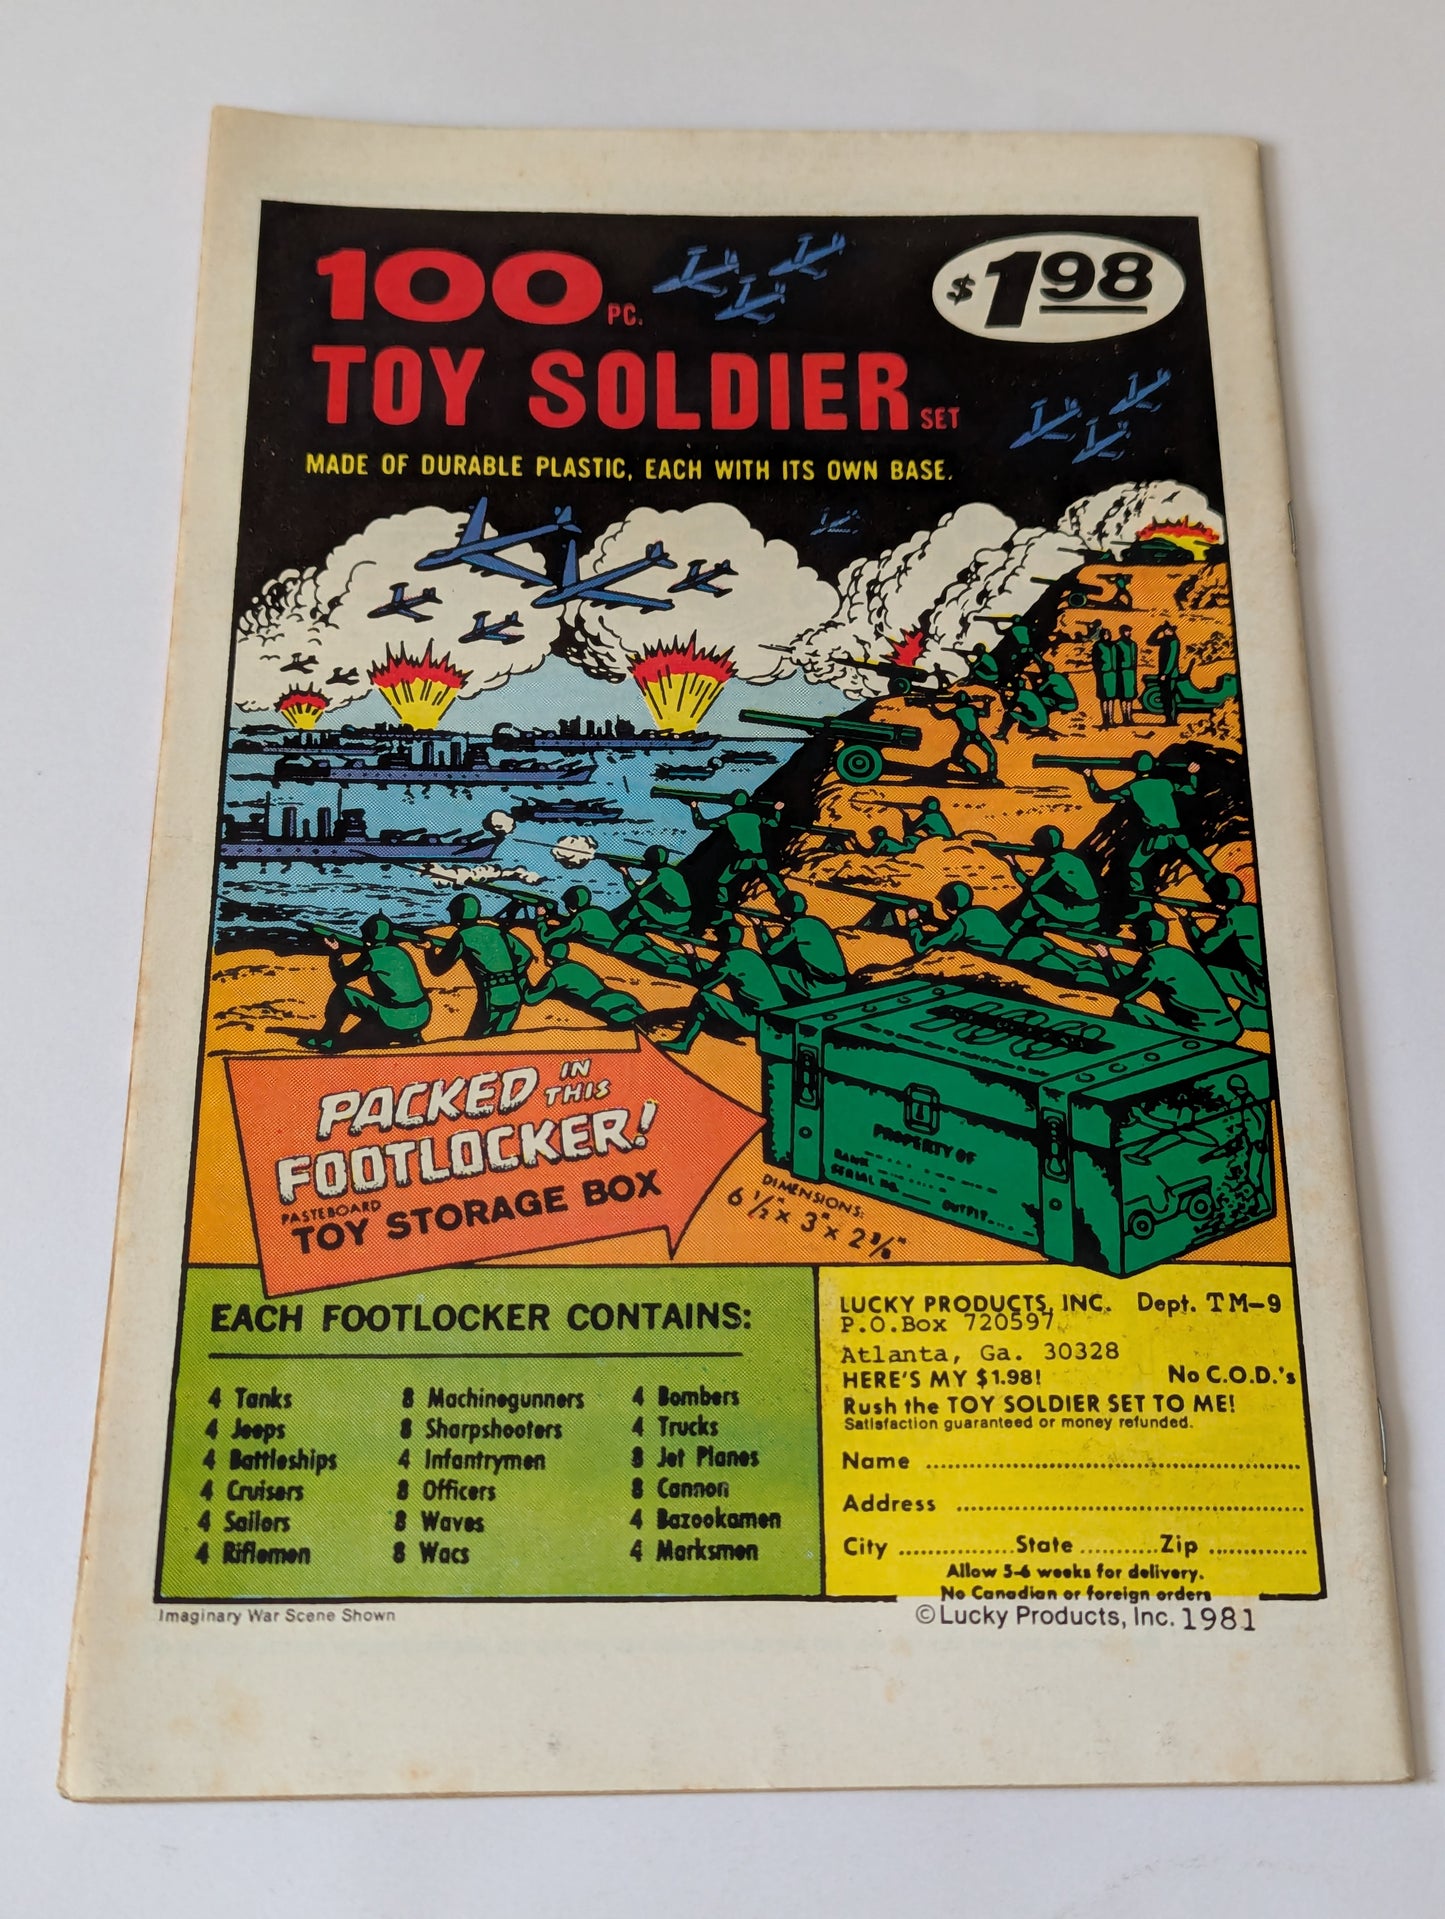 100 PC.
$1.98
TOY SOLDIER SET
MADE OF DURABLE PLASTIC, EACH WITH ITS OWN BASE.
PACKED IN THIS
FOOTLOCKER!
PASTEBOARD
TOY STORAGE BOX
PROPERTY OF
RANK
SERIAL NO.
OUTFIT
DIMENSIONS:
6 1/2" x 3" x 2 3/8"
EACH FOOTLOCKER CONTAINS:
4 Tanks
4 Jeeps
4 Battleships
4 Cruisers
4 Sailors
4 Riflemen
8 Machinegunners
8 Sharpshooters
4 Infantrymen
8 Officers
8 Waves
8 Wacs
4 Bombers
4 Trucks
8 Jet Planes
8 Cannon
4 Bazookamen
4 Marksmen
LUCKY PRODUCTS, INC. Dept. TM-9
P.O.Box 720597
Atlanta, Ga. 30328
HERE'S MY $1.98! No C.O.D.'s
Rush the TOY SOLDIER SET TO ME!
Satisfaction guaranteed or money refunded.
Name
Address
City State Zip
Allow 5-6 weeks for delivery.
No Canadian or foreign orders
Imaginary War Scene Shown
©Lucky Products, Inc. 1981